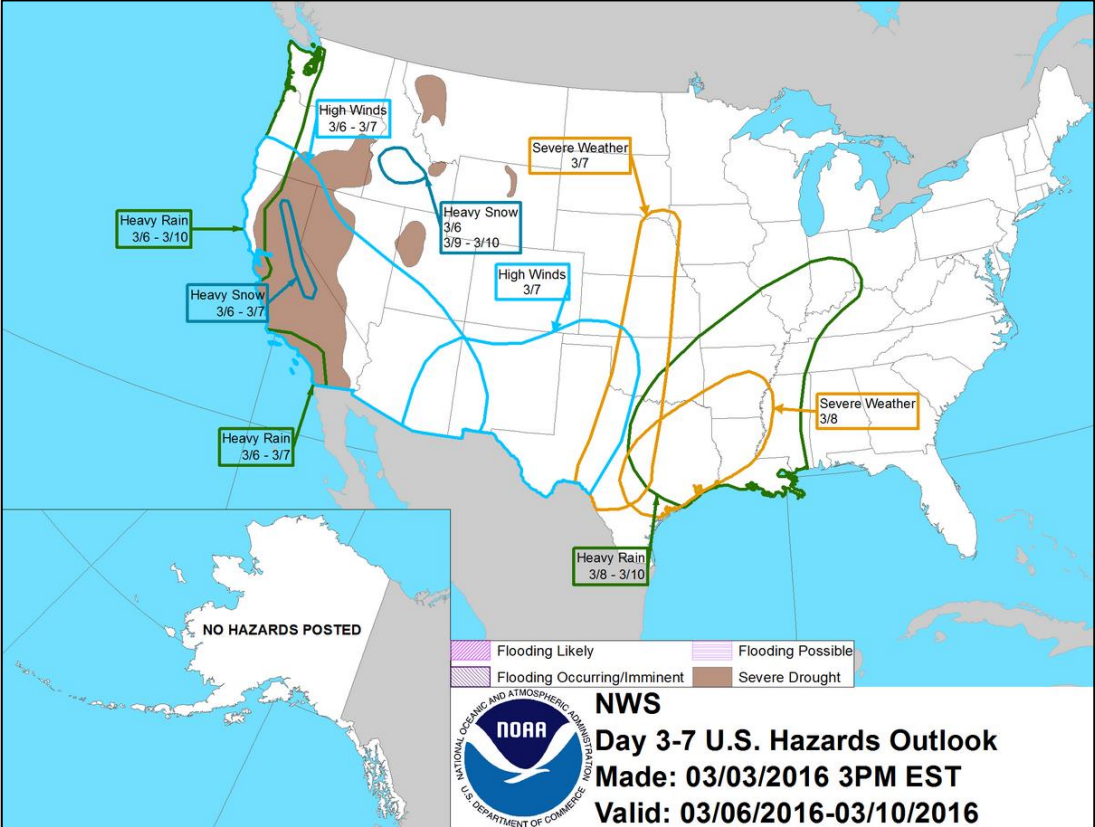 High Winds
3/6 - 3/7
Severe Weather
3/7
Heavy Rain
3/6 - 3/10
Heavy Snow
3/6
3/9 - 3/10
High Winds
3/7
Heavy Snow
3/6 - 3/7
Severe Weather
3/8
Heavy Rain
3/6 - 3/7
Heavy Rain
3/8 - 3/10
NO HAZARDS POSTED
Flooding Likely
Flooding Possible
Flooding Occurring/Imminent
Severe Drought
NATIONAL OCEANIC AND ATMOSPHERIC ADMINISTRATION
NOAA
U.S. DEPARTMENT OF COMMERCE
NWS
Day 3-7 U.S. Hazards Outlook
Made: 03/03/2016 3PM EST
Valid: 03/06/2016-03/10/2016